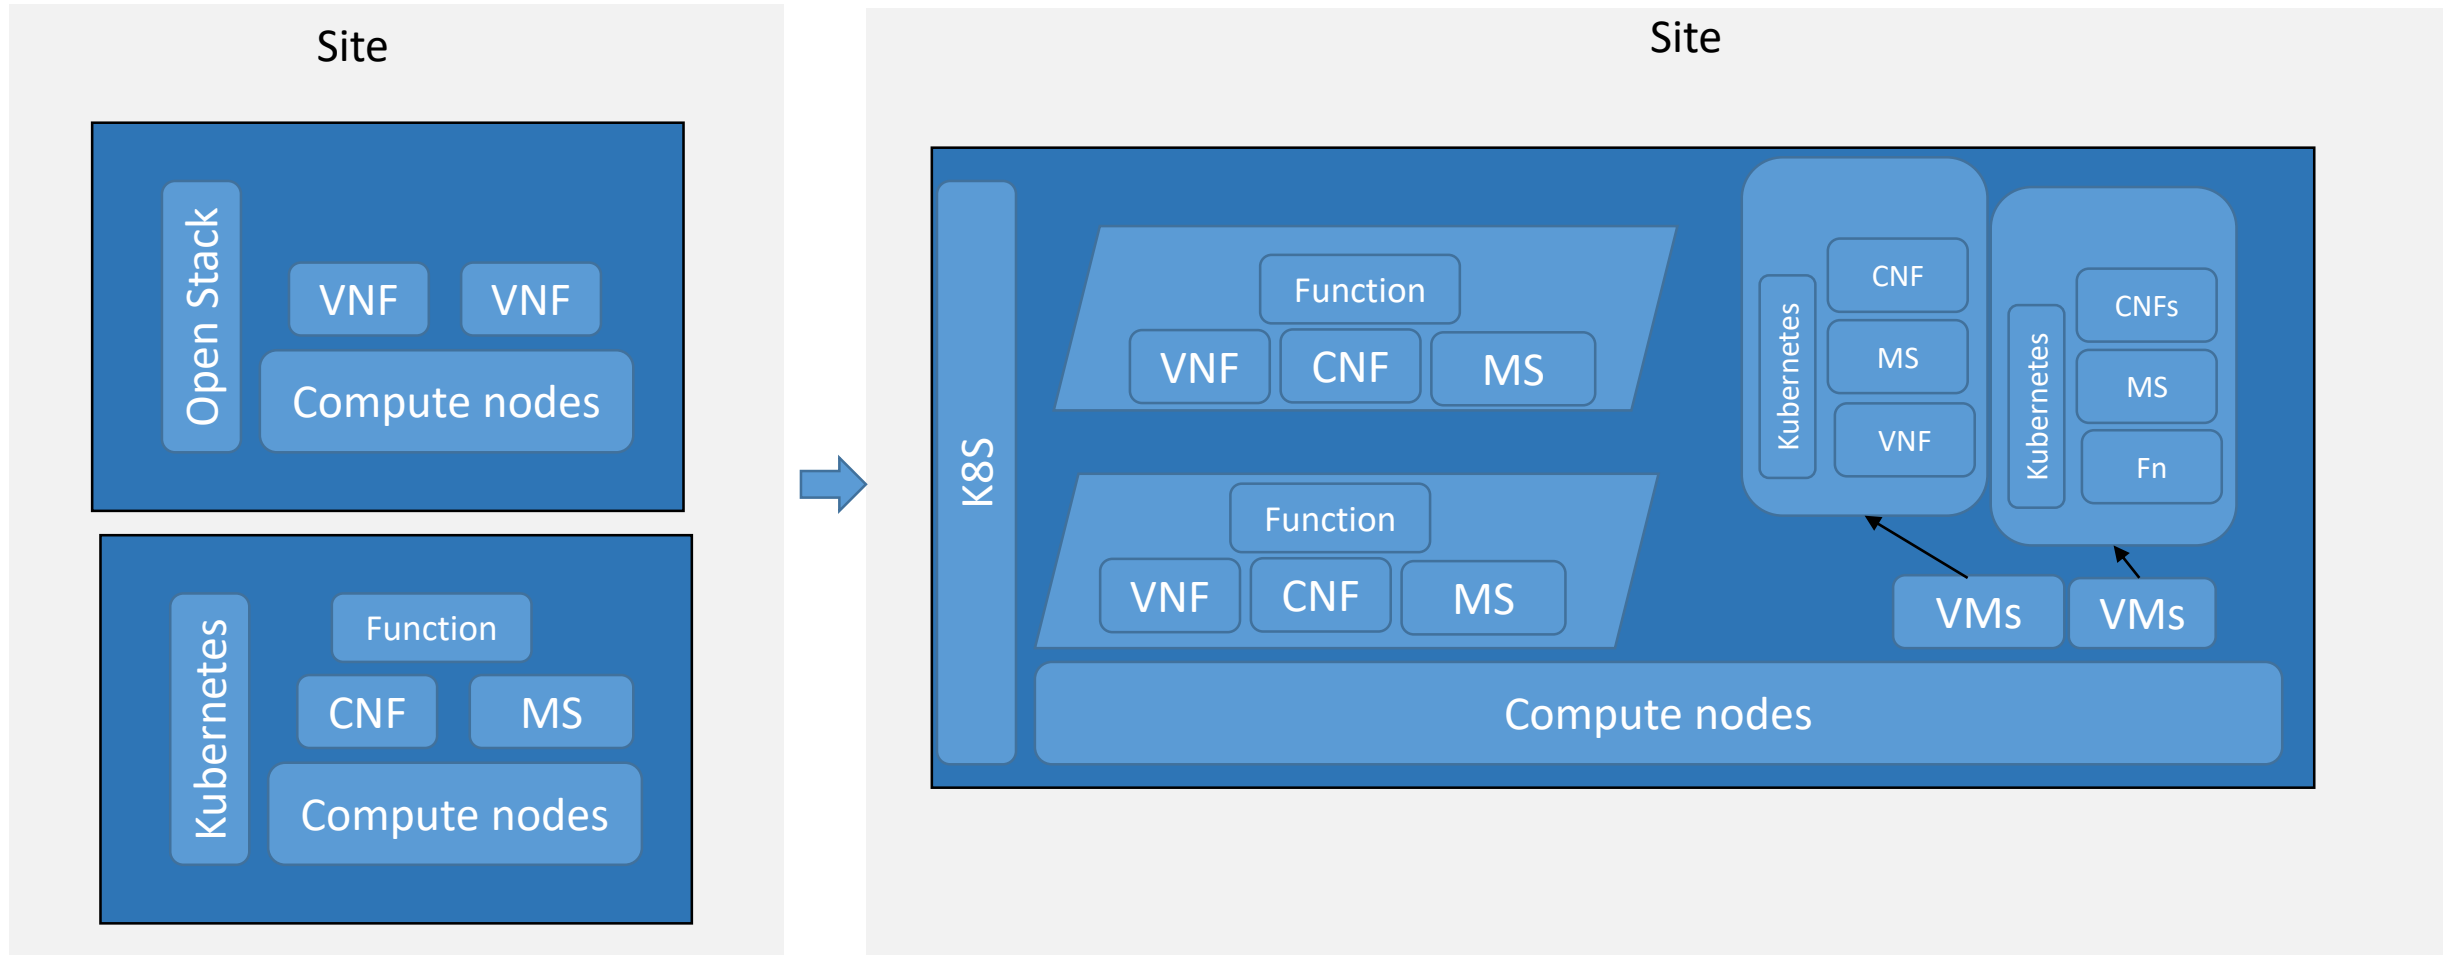 Site
Open Stack
VNF
VNF
Compute nodes
Kubernetes
Function
CNF
MS
Compute nodes
Site
K8S
Function
VNF
CNF
MS
Function
VNF
CNF
MS
Kubernetes
CNF
MS
VNF
Kubernetes
CNFs
MS
Fn
VMs
VMs
Compute nodes